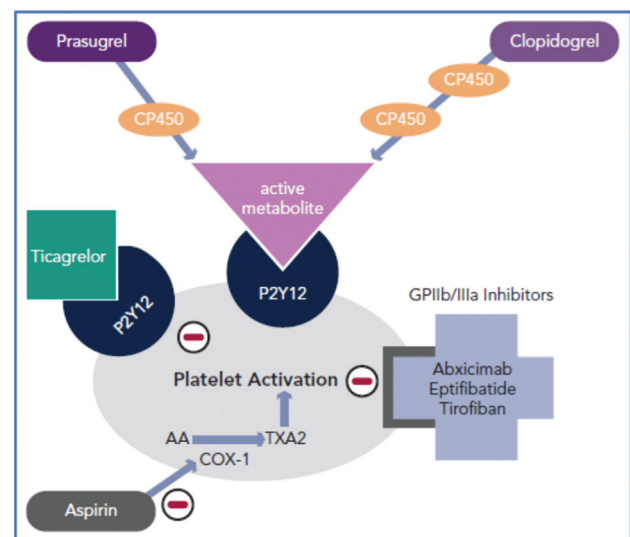 Prasugrel
Clopidogrel
CP450
CP450
CP450
active
metabolite
Ticagrelor
P2Y12
P2Y12
GPIIb/IIIa Inhibitors
Platelet Activation
Abxicimab
Eptifibatide
Tirofiban
AA
TXA2
COX-1
Aspirin